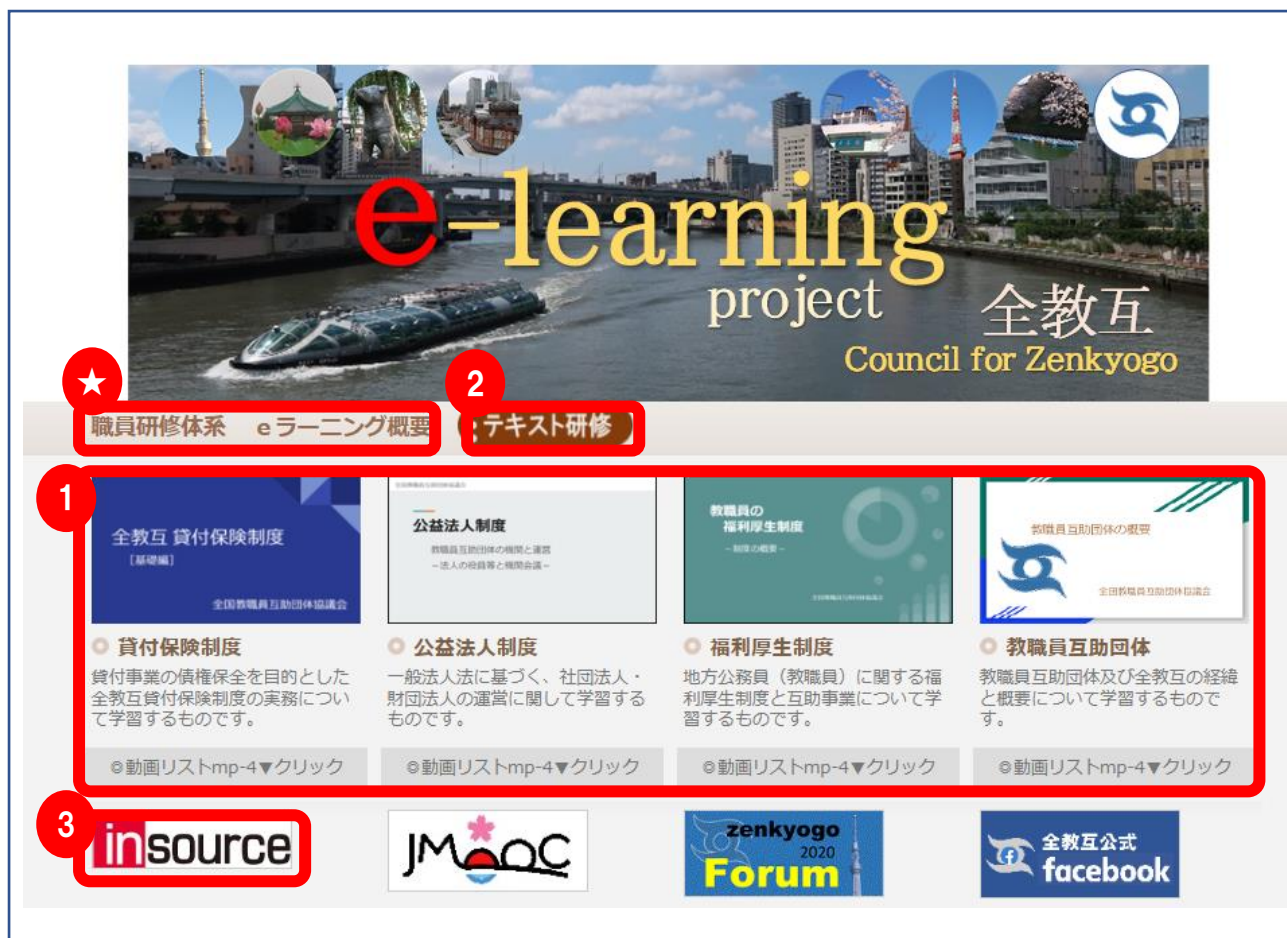 e-learning
project
全教互
Council for Zenkyogo
★
2
職員研修体系 eラーニング概要 テキスト研修
1
全教互 貸付保険制度
[基礎編]
全国教職員互助団体協議会
公益法人制度
教職員互助団体の機関と運営
－法人の役員等と機関会議－
教職員の
福利厚生制度
－制度の概要－
全国教職員互助団体協議会
教職員互助団体の概要
全国教職員互助団体協議会
貸付保険制度
貸付事業の債権保全を目的とした
全教互貸付保険制度の実務につい
て学習するものです。
◎動画リストmp-4▼クリック
公益法人制度
一般法人法に基づく、社団法人・
財団法人の運営に関して学習する
ものです。
◎動画リストmp-4▼クリック
福利厚生制度
地方公務員（教職員）に関する福
利厚生制度と互助事業について学
習するものです。
◎動画リストmp-4▼クリック
教職員互助団体
教職員互助団体及び全教互の経緯
と概要について学習するもので
す。
◎動画リストmp-4▼クリック
3
insource
JMOOC
zenkyogo
2020
Forum
全教互公式
facebook